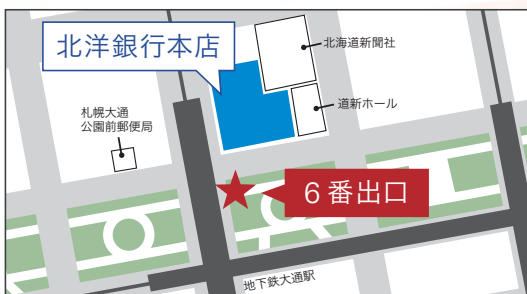 北洋銀行本店
北海道新聞社
道新ホール
札幌大通
公園前郵便局
6番出口
地下鉄大通駅